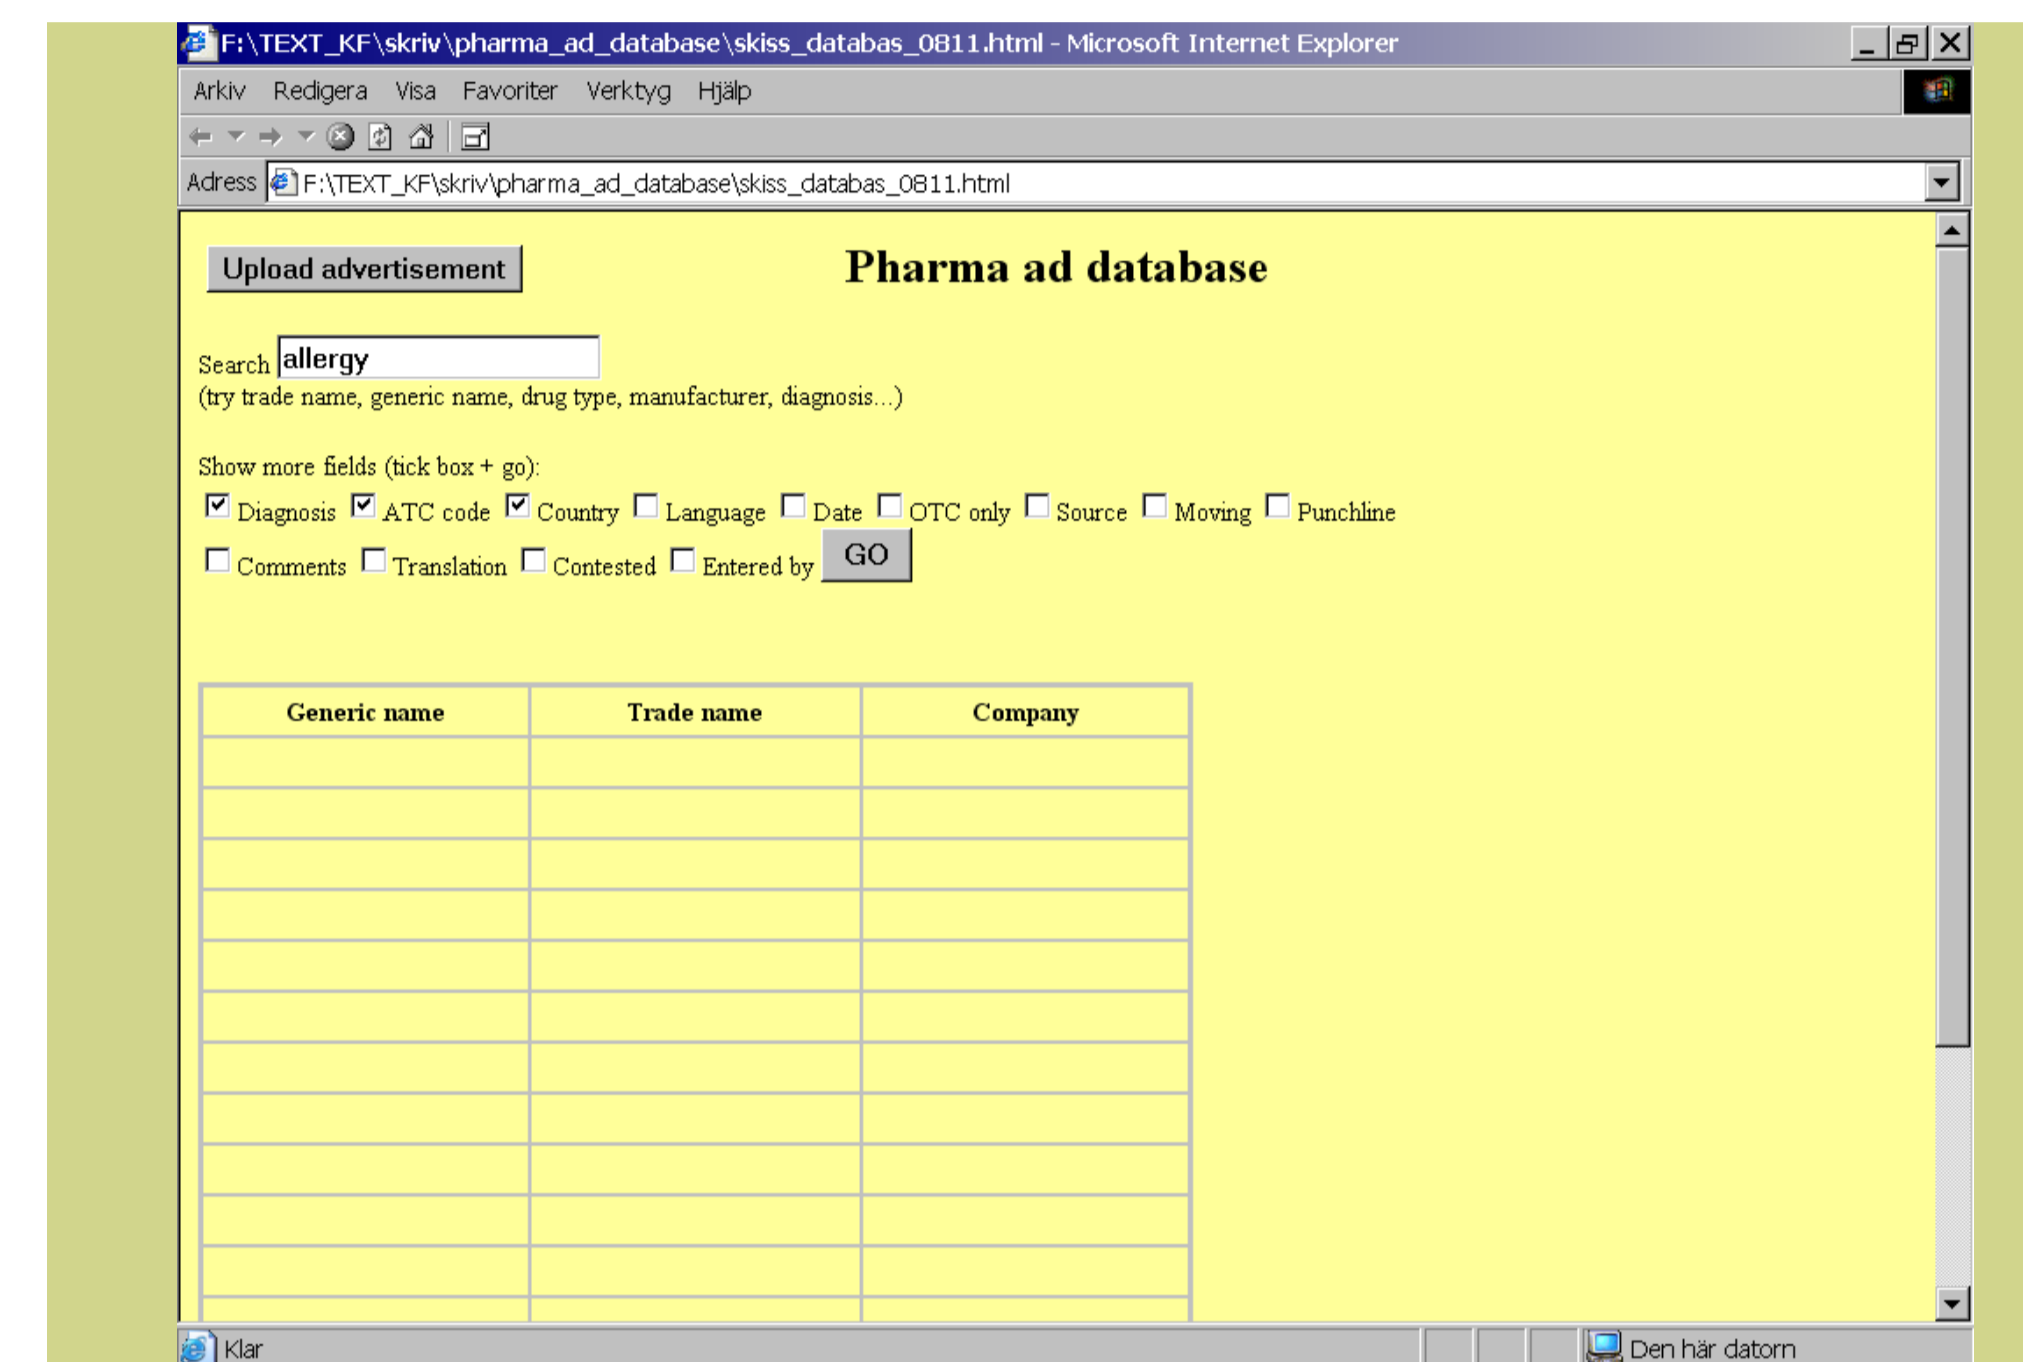 F:\TEXT_KF\skriv\pharma_ad_database\skiss_databas_0811.html - Microsoft Internet Explorer
Arkiv Redigera Visa Favoriter Verktyg Hjälp
Adress F:\TEXT_KF\skriv\pharma_ad_database\skiss_databas_0811.html
Upload advertisement Pharma ad database
Search allergy
(try trade name, generic name, drug type, manufacturer, diagnosis...)
Show more fields (tick box + go):
Diagnosis ATC code Country Language Date OTC only Source Moving Punchline
Comments Translation Contested Entered by GO
Generic name Trade name Company
Klar Den här datorn